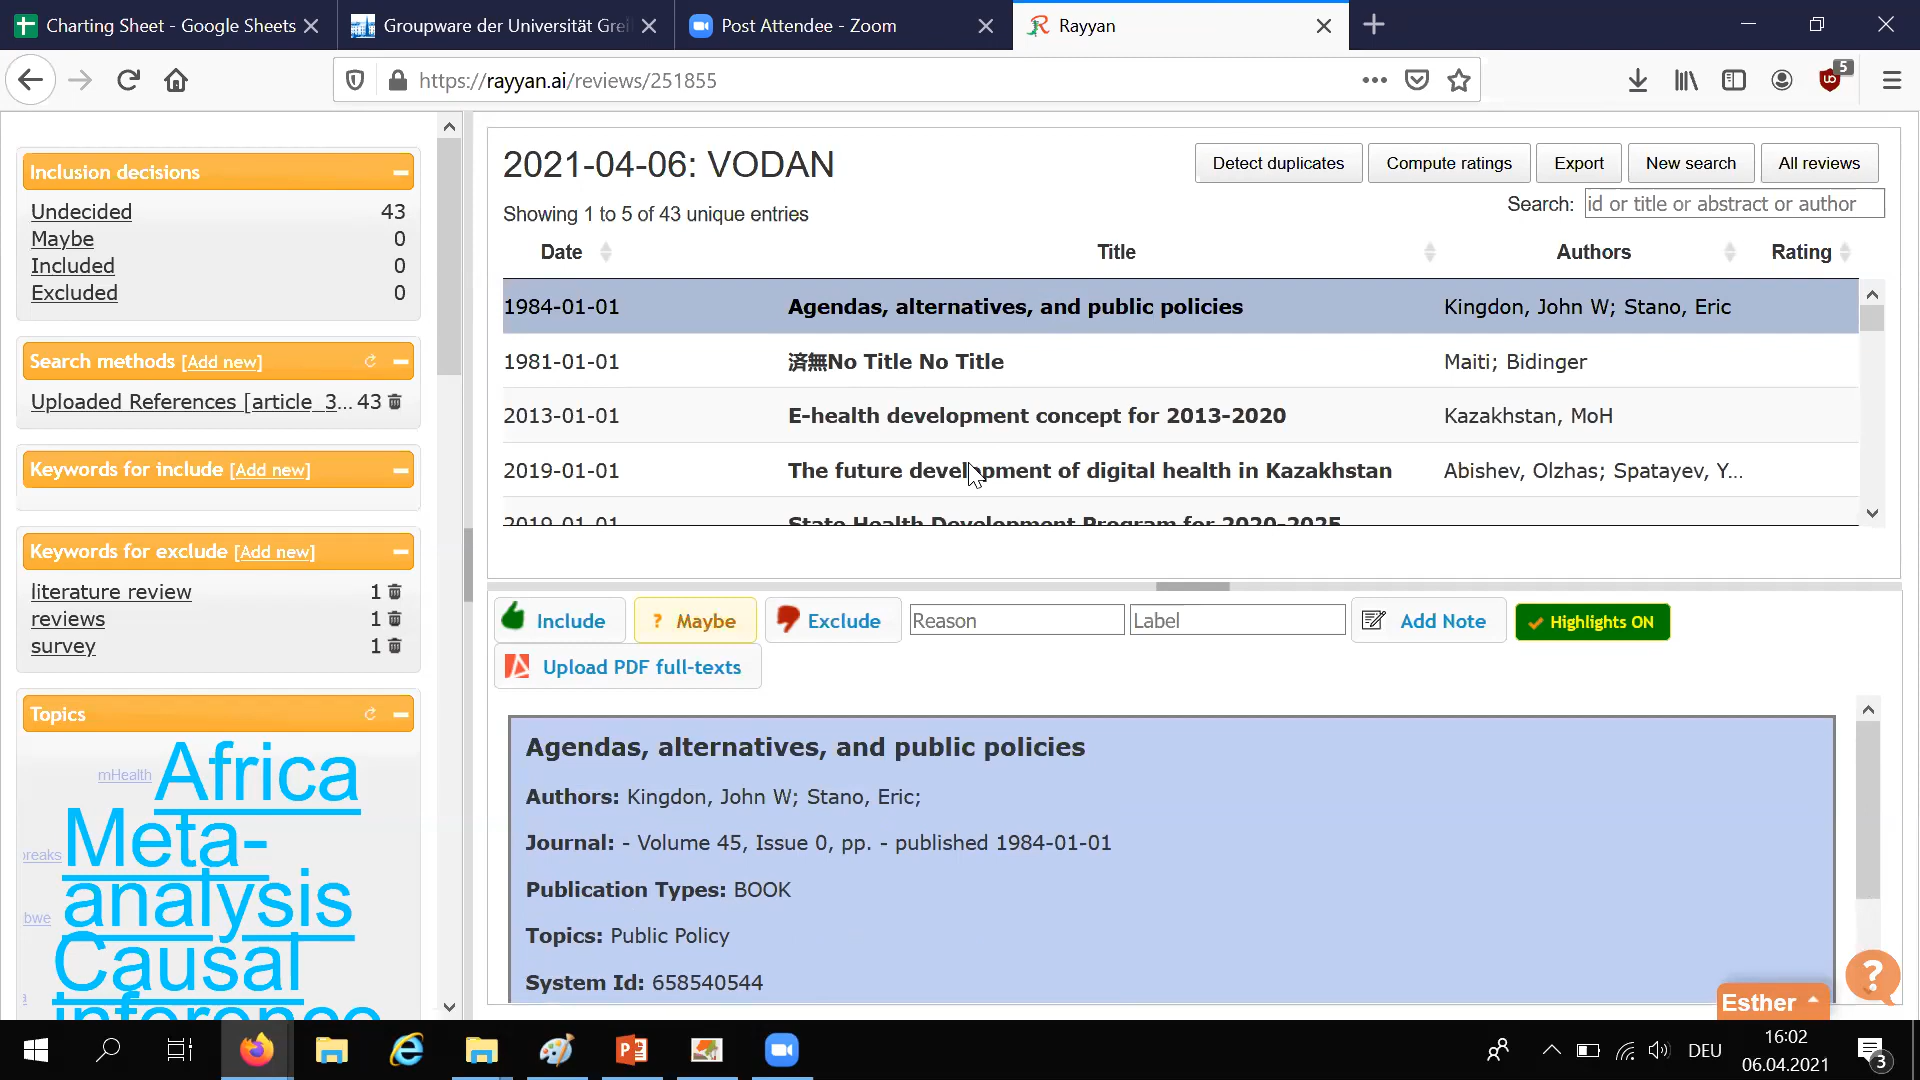 Charting Sheet - Google Sheets
Groupware der Universität Grei
Post Attendee - Zoom
Rayyan
https://rayyan.ai/reviews/251855
5
Inclusion decisions
Undecided 43
Maybe 0
Included 0
Excluded 0
Search methods [Add new]
Uploaded References [article_3... 43
Keywords for include [Add new]
Keywords for exclude [Add new]
literature review 1
reviews 1
survey 1
Topics
mHealth Africa
Meta-
reaks
analysis
bwe
Causal
inference
2021-04-06: VODAN
Detect duplicates Compute ratings Export New search All reviews
Showing 1 to 5 of 43 unique entries
Search: id or title or abstract or author
Date Title Authors Rating
1984-01-01 Agendas, alternatives, and public policies Kingdon, John W; Stano, Eric
1981-01-01 済無No Title No Title Maiti; Bidinger
2013-01-01 E-health development concept for 2013-2020 Kazakhstan, MoH
2019-01-01 The future development of digital health in Kazakhstan Abishev, Olzhas; Spatayev, Y...
2019-01-01 State Health Development Program for 2020-2025
Include ? Maybe Exclude Reason Label Add Note Highlights ON
Upload PDF full-texts
Agendas, alternatives, and public policies
Authors: Kingdon, John W; Stano, Eric;
Journal: - Volume 45, Issue 0, pp. - published 1984-01-01
Publication Types: BOOK
Topics: Public Policy
System Id: 658540544
?
Esther
DEU
16:02
06.04.2021
3